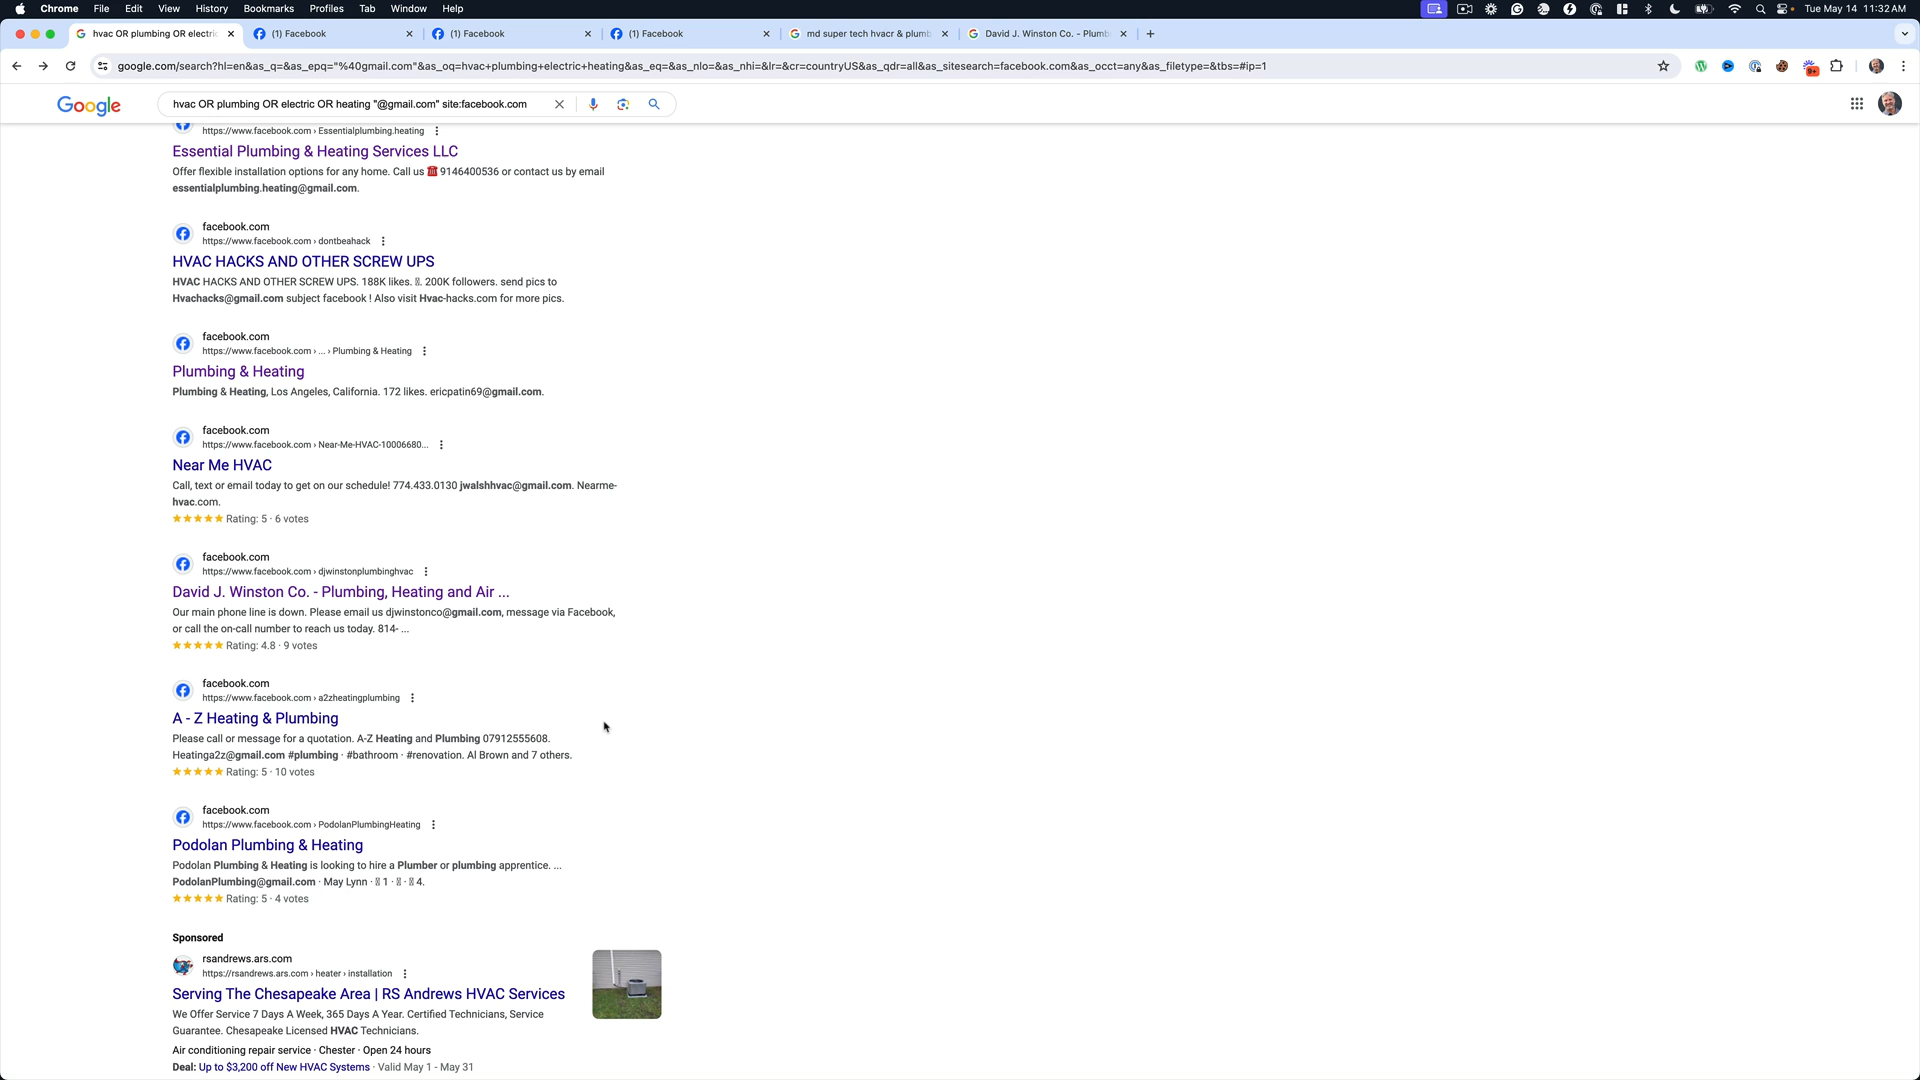 Chrome File Edit View History Bookmarks Profiles Tab Window Help Tue May 14 11:32 AM
hvac OR plumbing OR electric (1) Facebook (1) Facebook (1) Facebook md super tech hvacr & plumb David J. Winston Co. - Plumb
google.com/search?hl=en&as_q=&as_epq="%40gmail.com"&as_oq=hvac+plumbing+electric+heating&as_eq=&as_nlo=&as_nhi=&lr=&cr=countryUS&as_qdr=all&as_sitesearch=facebook.com&as_occt=any&as_filetype=&tbs=#ip=1
9+
Google hvac OR plumbing OR electric OR heating "@gmail.com" site:facebook.com
https://www.facebook.com › Essentialplumbing.heating
Essential Plumbing & Heating Services LLC
Offer flexible installation options for any home. Call us ☎ 9146400536 or contact us by email
essentialplumbing.heating@gmail.com.
facebook.com
https://www.facebook.com › dontbeahack
HVAC HACKS AND OTHER SCREW UPS
HVAC HACKS AND OTHER SCREW UPS. 188K likes. . 200K followers. send pics to
Hvachacks@gmail.com subject facebook ! Also visit Hvac-hacks.com for more pics.
facebook.com
https://www.facebook.com › ... › Plumbing & Heating
Plumbing & Heating
Plumbing & Heating, Los Angeles, California. 172 likes. ericpatin69@gmail.com.
facebook.com
https://www.facebook.com › Near-Me-HVAC-10006680...
Near Me HVAC
Call, text or email today to get on our schedule! 774.433.0130 jwalshhvac@gmail.com. Nearme-
hvac.com.
★★★★★ Rating: 5 · 6 votes
facebook.com
https://www.facebook.com › djwinstonplumbinghvac
David J. Winston Co. - Plumbing, Heating and Air ...
Our main phone line is down. Please email us djwinstonco@gmail.com, message via Facebook,
or call the on-call number to reach us today. 814- ...
★★★★★ Rating: 4.8 · 9 votes
facebook.com
https://www.facebook.com › a2zheatingplumbing
A - Z Heating & Plumbing
Please call or message for a quotation. A-Z Heating and Plumbing 07912555608.
Heatinga2z@gmail.com #plumbing · #bathroom · #renovation. Al Brown and 7 others.
★★★★★ Rating: 5 · 10 votes
facebook.com
https://www.facebook.com › PodolanPlumbingHeating
Podolan Plumbing & Heating
Podolan Plumbing & Heating is looking to hire a Plumber or plumbing apprentice. ...
PodolanPlumbing@gmail.com · May Lynn · 1 · · 4.
★★★★★ Rating: 5 · 4 votes
Sponsored
rsandrews.ars.com
https://rsandrews.ars.com › heater › installation
Serving The Chesapeake Area | RS Andrews HVAC Services
We Offer Service 7 Days A Week, 365 Days A Year. Certified Technicians, Service
Guarantee. Chesapeake Licensed HVAC Technicians.
Air conditioning repair service · Chester · Open 24 hours
Deal: Up to $3,200 off New HVAC Systems · Valid May 1 - May 31